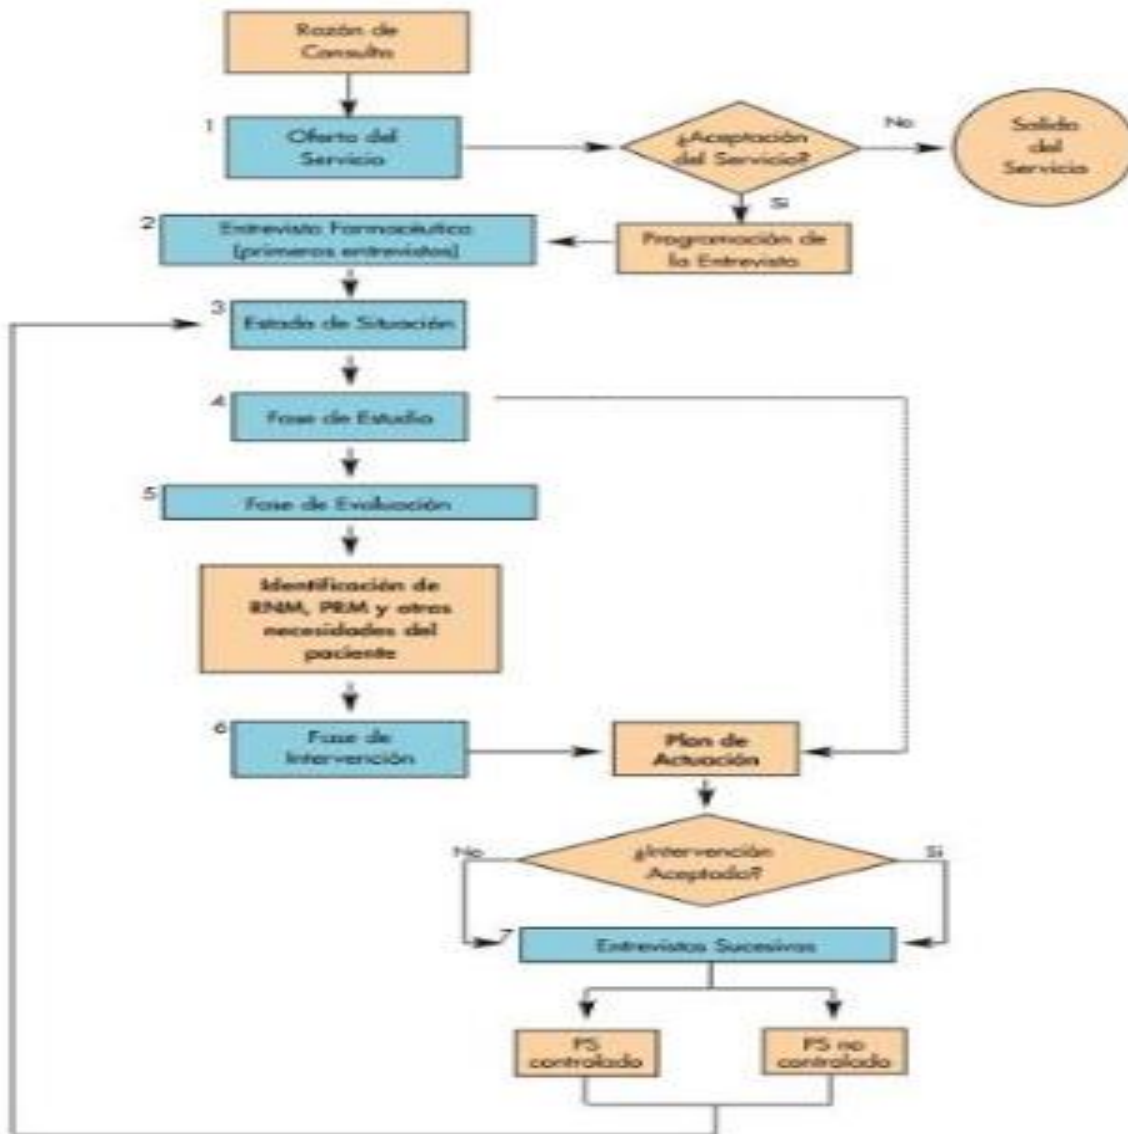 Razón de
Consulta
1
Oferta del
Servicio
¿Aceptación
del Servicio?
No
Salida
del
Servicio
Si
2
Entrevista Farmacéutica
(primeras entrevistas)
Programación de
la Entrevista
3
Estado de Situación
4
Fase de Estudio
5
Fase de Evaluación
Identificación de
RNM, PRM y otras
necesidades del
paciente
6
Fase de
Intervención
Plan de
Actuación
No
¿Intervención
Aceptada?
Si
7
Entrevistas Sucesivas
PS
controlado
PS no
controlado